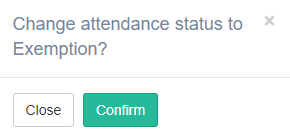 Change attendance status to ×
Exemption?
Close Confirm